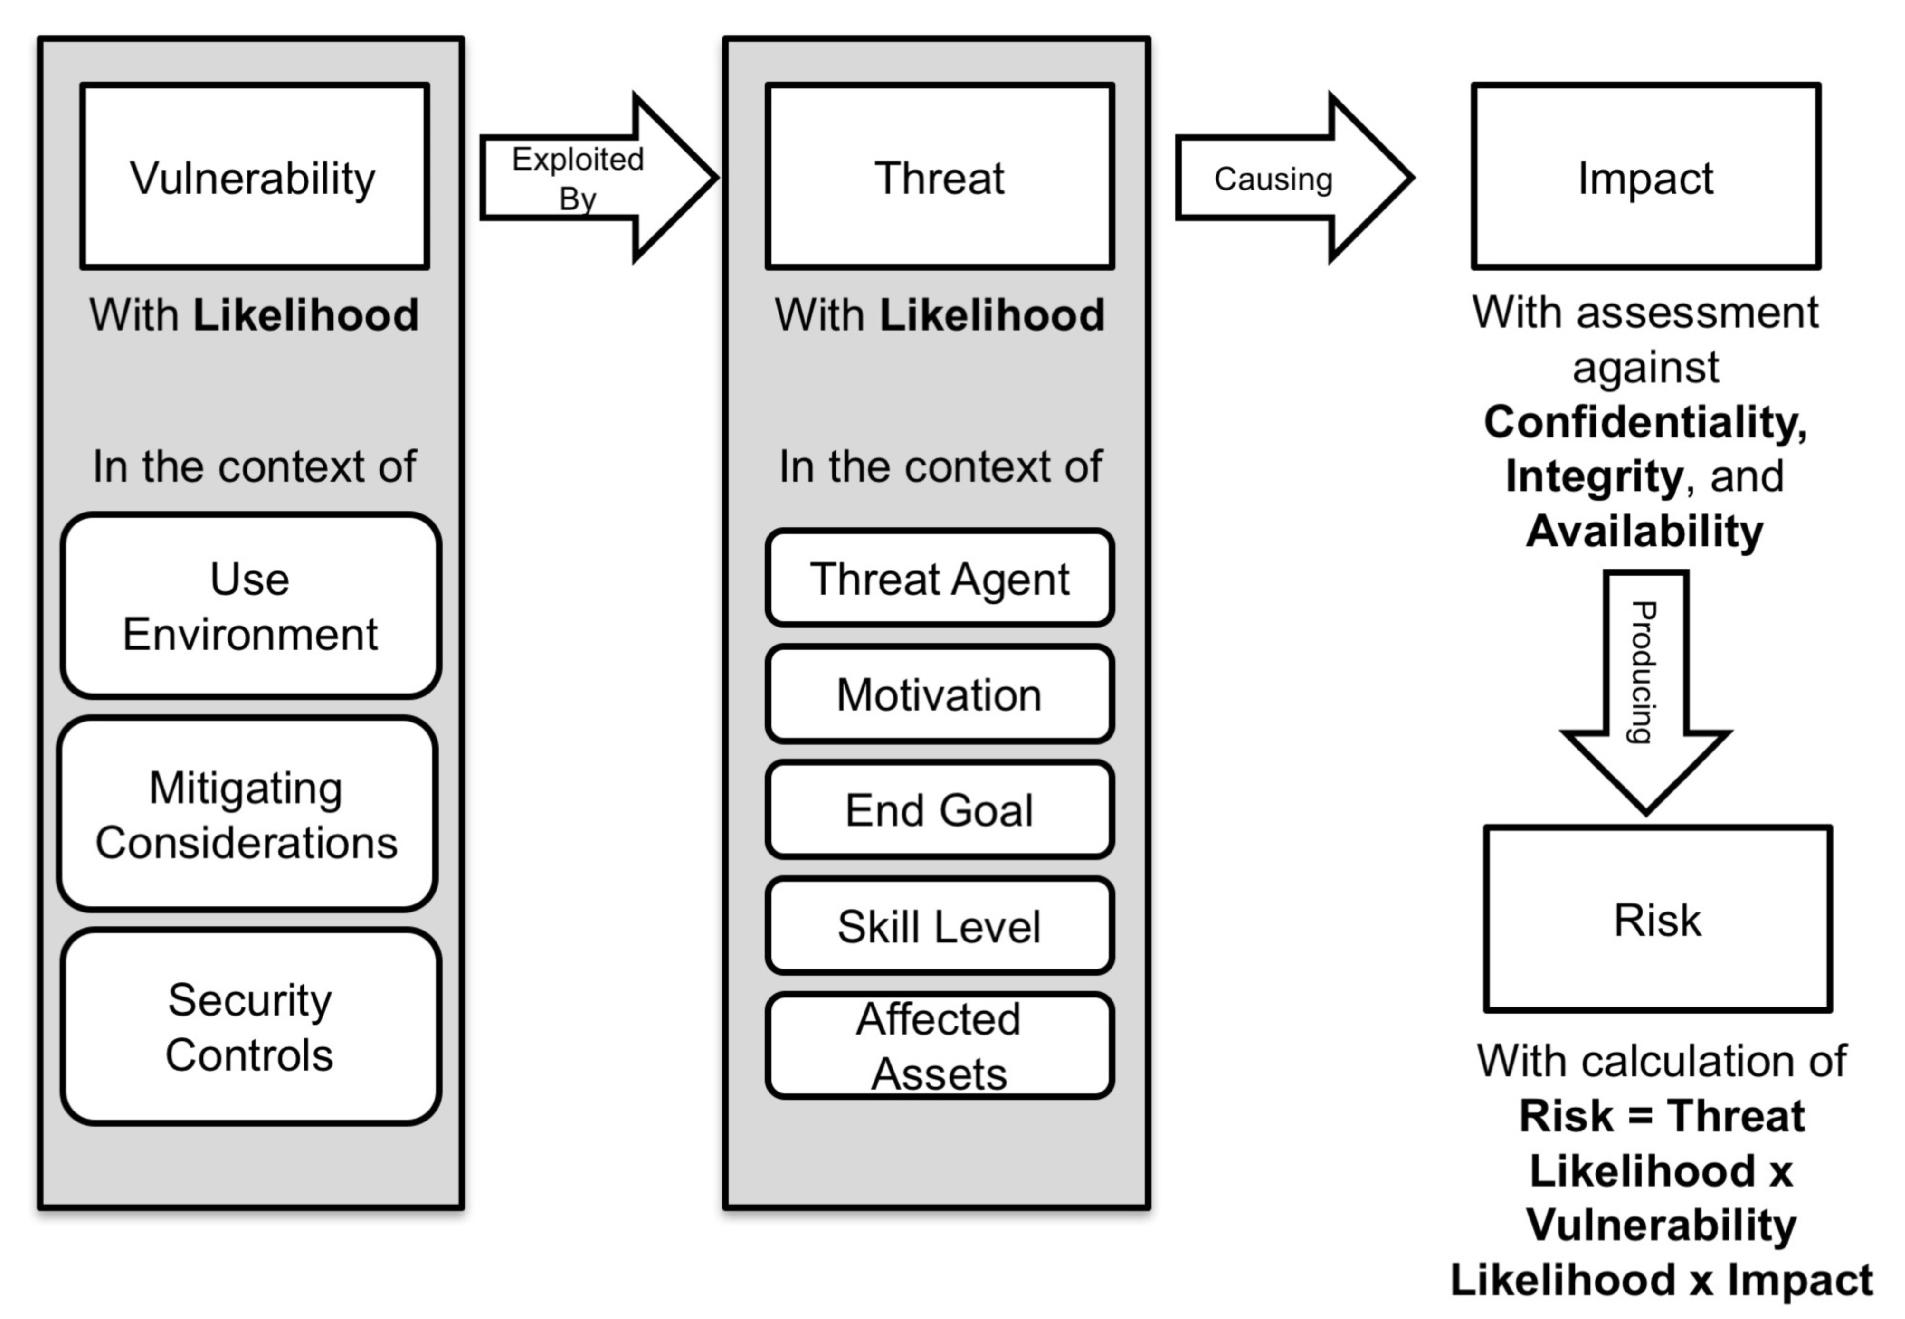 Vulnerability
With Likelihood
In the context of
Use
Environment
Mitigating
Considerations
Security
Controls
Exploited
By
Threat
With Likelihood
In the context of
Threat Agent
Motivation
End Goal
Skill Level
Affected
Assets
Causing
Impact
With assessment
against
Confidentiality,
Integrity, and
Availability
Producing
Risk
With calculation of
Risk = Threat
Likelihood x
Vulnerability
Likelihood x Impact